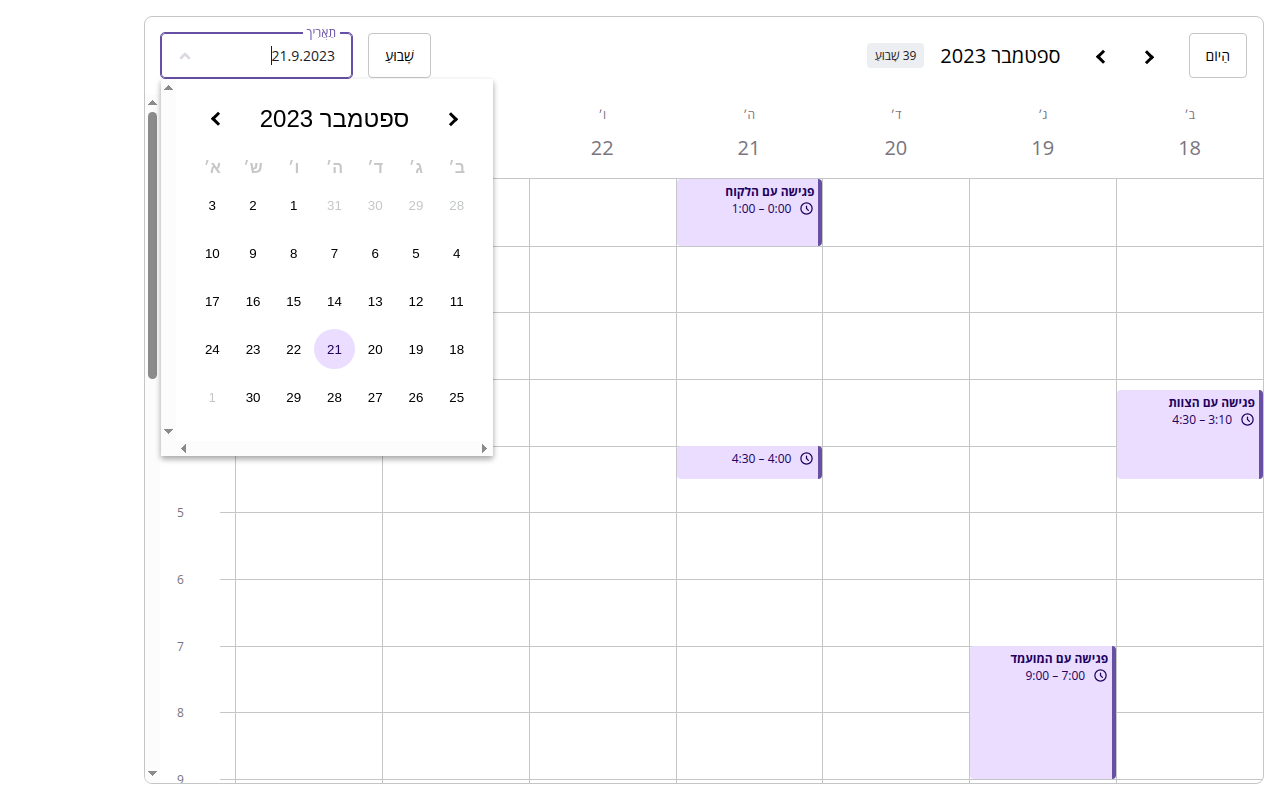 היום
ספטמבר 2023
39 שָׁבוּעַ
שָׁבוּעַ
תַאֲרִיך
21.9.2023
ב׳ ג׳ ד׳ ה׳ ו׳
18 19 20 21 22
ספטמבר 2023
ב׳ ג׳ ד׳ ה׳ ו׳ ש׳ א׳
28 29 30 31 1 2 3
4 5 6 7 8 9 10
11 12 13 14 15 16 17
18 19 20 21 22 23 24
25 26 27 28 29 30 1
פגישה עם הלקוח
0:00 – 1:00
פגישה עם הצוות
3:10 – 4:30
4:00 – 4:30
5
6
7
פגישה עם המועמד
7:00 – 9:00
8
9